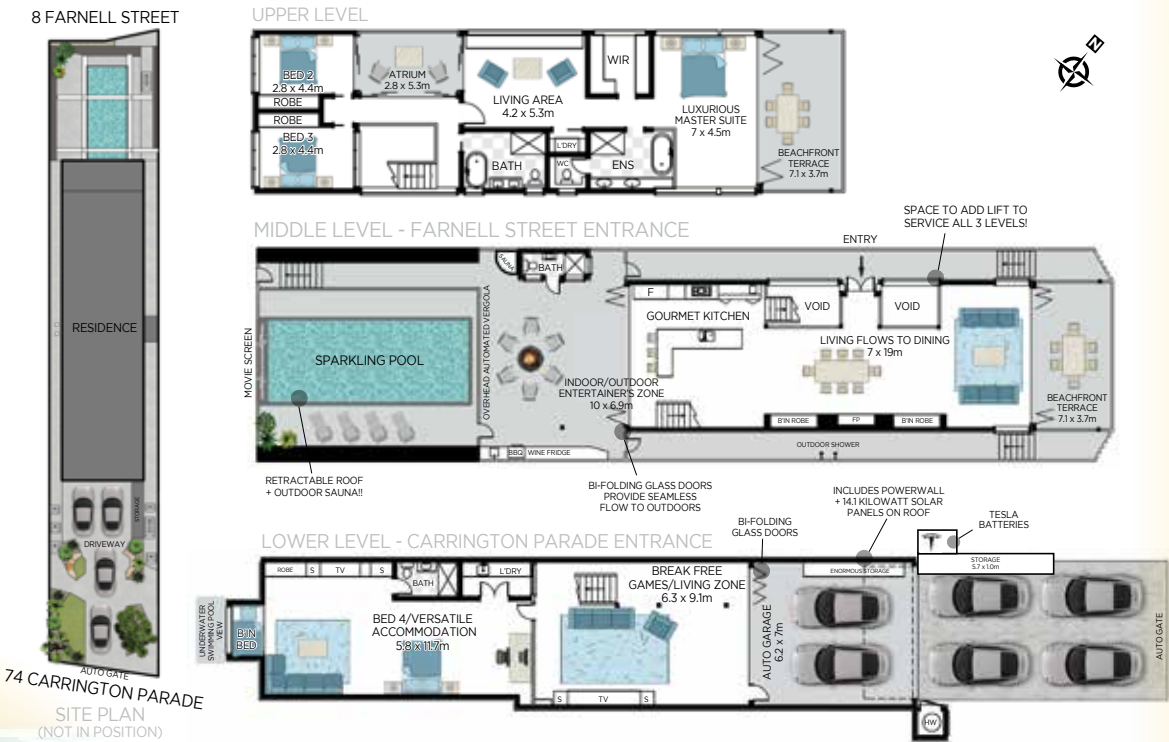 8 FARNELL STREET
RESIDENCE
STORAGE
DRIVEWAY
AUTO GATE
74 CARRINGTON PARADE
SITE PLAN
(NOT IN POSITION)
UPPER LEVEL
N
BED 2
2.8 x 4.4m
ROBE
ROBE
BED 3
2.8 x 4.4m
ATRIUM
2.8 x 5.3m
LIVING AREA
4.2 x 5.3m
WIR
LUXURIOUS
MASTER SUITE
7 x 4.5m
BATH
L'DRY
WC
ENS
BEACHFRONT
TERRACE
7.1 x 3.7m
MIDDLE LEVEL - FARNELL STREET ENTRANCE
SPACE TO ADD LIFT TO
SERVICE ALL 3 LEVELS!
ENTRY
SAUNA
BATH
MOVIE SCREEN
SPARKLING POOL
OVERHEAD AUTOMATED VERGOLA
F
GOURMET KITCHEN
VOID
VOID
LIVING FLOWS TO DINING
7 x 19m
INDOOR/OUTDOOR
ENTERTAINER'S ZONE
10 x 6.9m
B'IN ROBE
FP
B'IN ROBE
BEACHFRONT
TERRACE
7.1 x 3.7m
OUTDOOR SHOWER
BBQ
WINE FRIDGE
RETRACTABLE ROOF
+ OUTDOOR SAUNA!!
BI-FOLDING GLASS DOORS
PROVIDE SEAMLESS
FLOW TO OUTDOORS
INCLUDES POWERWALL
+ 14.1 KILOWATT SOLAR
PANELS ON ROOF
BI-FOLDING
GLASS DOORS
TESLA
BATTERIES
LOWER LEVEL - CARRINGTON PARADE ENTRANCE
STORAGE
5.7 x 1.0m
ROBE
S
TV
S
BATH
L'DRY
BREAK FREE
GAMES/LIVING ZONE
6.3 x 9.1m
ENORMOUS STORAGE
UNDERWATER
SWIMMING POOL
VIEW
B'IN
BED
BED 4/VERSATILE
ACCOMMODATION
5.8 x 11.7m
AUTO GARAGE
6.2 x 7m
AUTO GATE
S
TV
S
HW